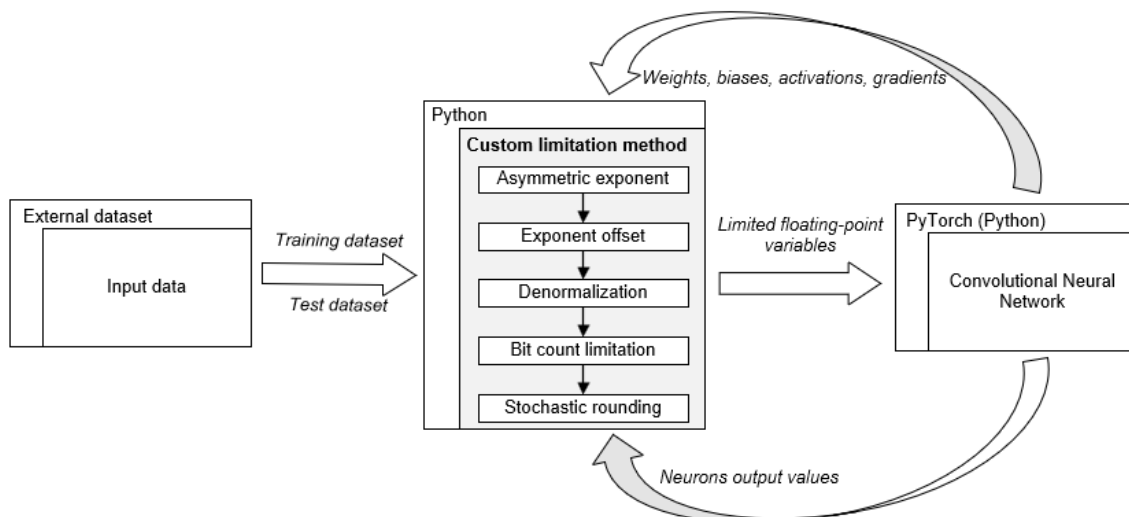 Weights, biases, activations, gradients
Python
Custom limitation method
Asymmetric exponent
Exponent offset
Denormalization
Bit count limitation
Stochastic rounding
External dataset
Input data
Training dataset
Test dataset
Limited floating-point
variables
PyTorch (Python)
Convolutional Neural
Network
Neurons output values